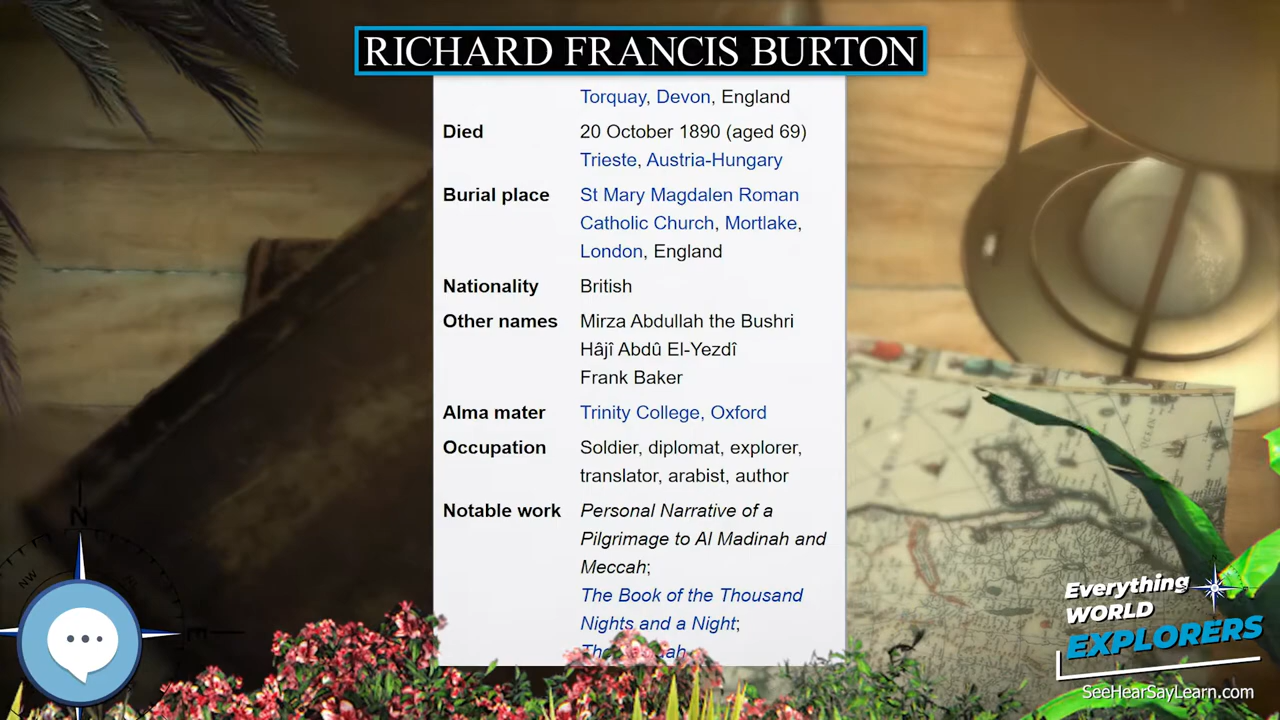 RICHARD FRANCIS BURTON
Torquay, Devon, England
Died 20 October 1890 (aged 69)
Trieste, Austria-Hungary
Burial place St Mary Magdalen Roman
Catholic Church, Mortlake,
London, England
Nationality British
Other names Mirza Abdullah the Bushri
Hâjî Abdû El-Yezdî
Frank Baker
Alma mater Trinity College, Oxford
Occupation Soldier, diplomat, explorer,
translator, arabist, author
Notable work Personal Narrative of a
Pilgrimage to Al Madinah and
Meccah;
The Book of the Thousand
Nights and a Night;
N
NW
E
Everything
WORLD
EXPLORERS
SeeHearSayLearn.com